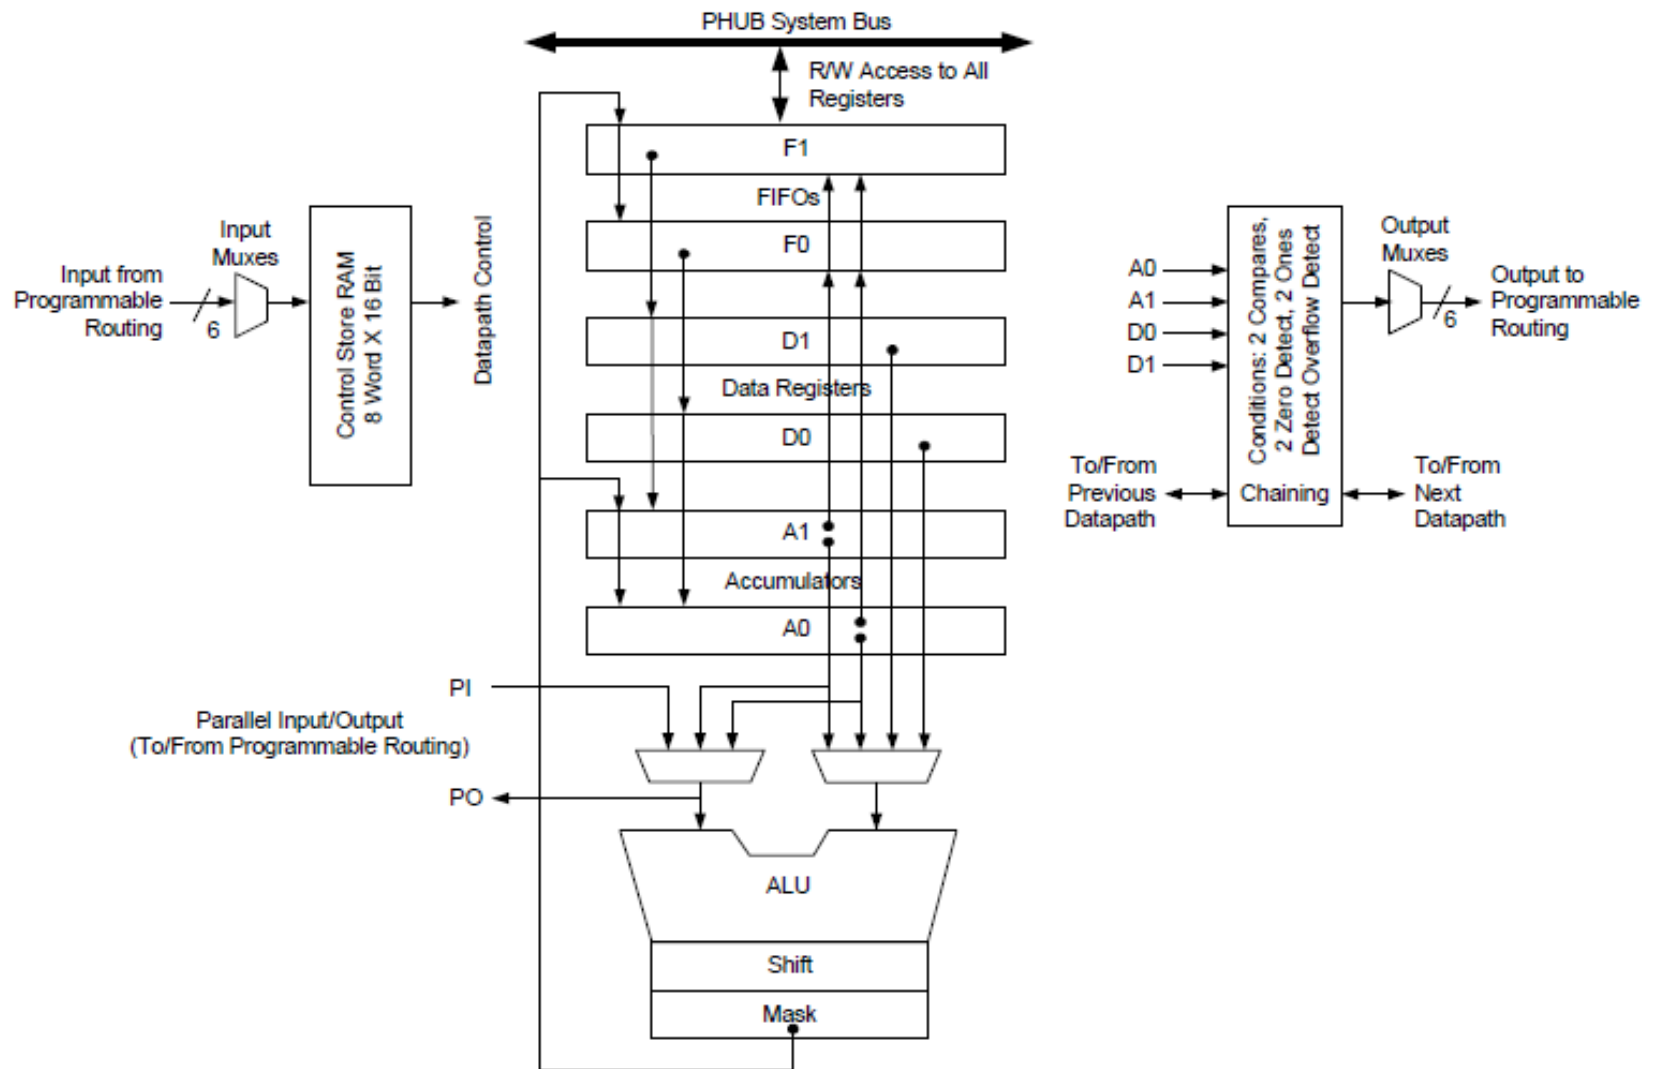 PHUB System Bus
R/W Access to All
Registers
F1
FIFOs
F0
D1
Data Registers
D0
A1
Accumulators
A0
Input
Muxes
Input from
Programmable
Routing
6
Control Store RAM
8 Word X 16 Bit
Datapath Control
PI
Parallel Input/Output
(To/From Programmable Routing)
PO
ALU
Shift
Mask
A0
A1
D0
D1
Conditions: 2 Compares,
2 Zero Detect, 2 Ones
Detect Overflow Detect
Output
Muxes
6
Output to
Programmable
Routing
To/From
Previous
Datapath
Chaining
To/From
Next
Datapath